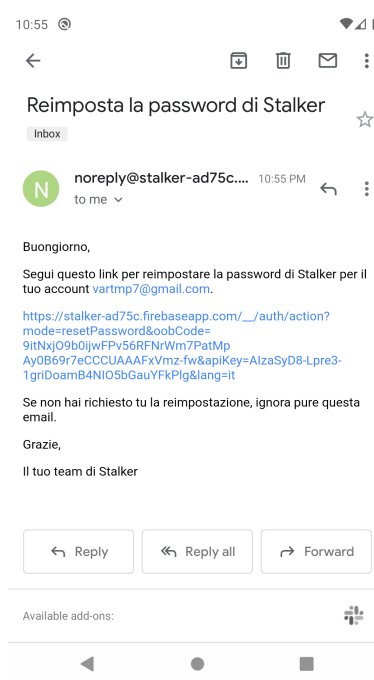 10:55
Reimposta la password di Stalker
Inbox
N
noreply@stalker-ad75c.... 10:55 PM
to me
Buongiorno,
Segui questo link per reimpostare la password di Stalker per il
tuo account vartmp7@gmail.com.
https://stalker-ad75c.firebaseapp.com/__/auth/action?
mode=resetPassword&oobCode=
9itNxjO9b0ijwFPv56RFNrWm7PatMp
Ay0B69r7eCCCUAAAFxVmz-fw&apiKey=AIzaSyD8-Lpre3-
1griDoamB4NIO5bGauYFkPlg&lang=it
Se non hai richiesto tu la reimpostazione, ignora pure questa
email.
Grazie,
Il tuo team di Stalker
Reply
Reply all
Forward
Available add-ons: